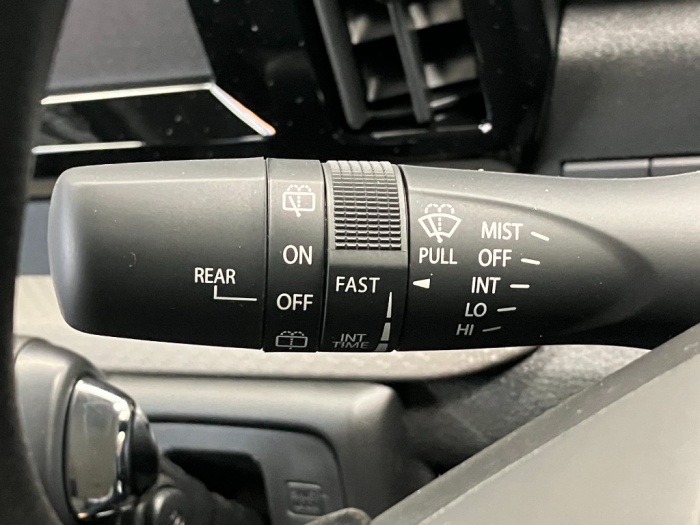 REAR
ON
OFF
FAST
INT
TIME
PULL
MIST
OFF
INT
LO
HI